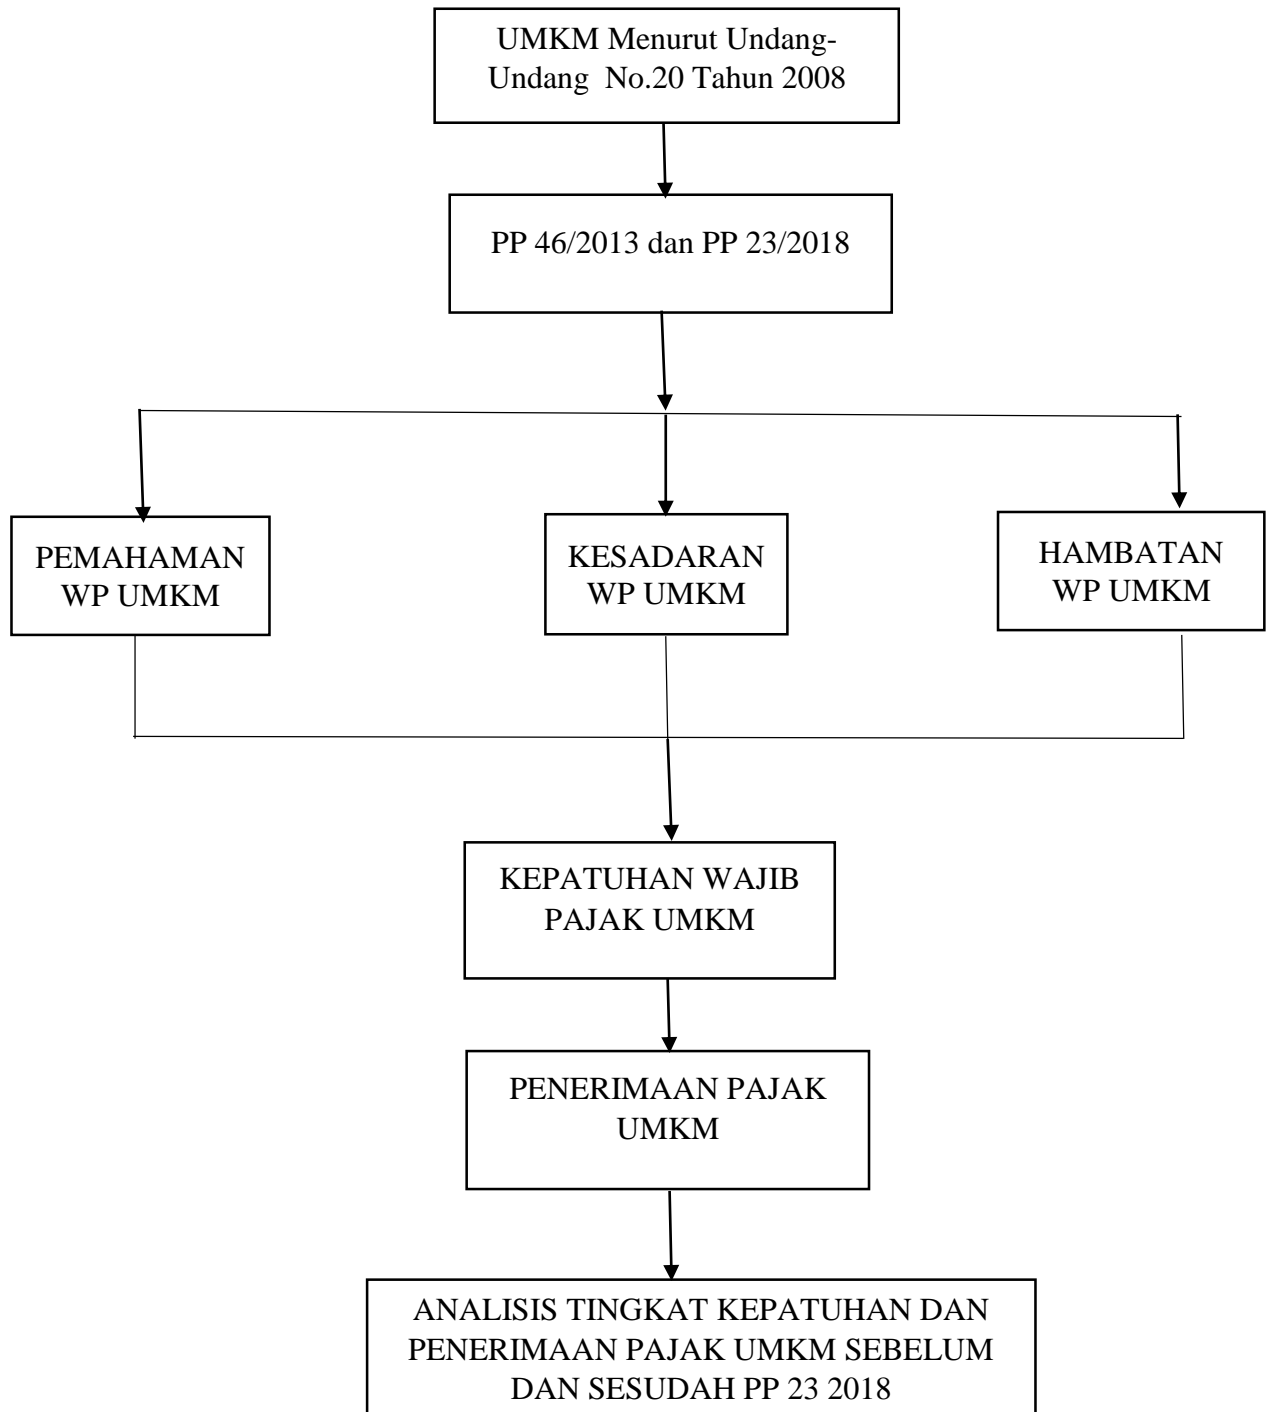 UMKM Menurut Undang-
Undang No.20 Tahun 2008
PP 46/2013 dan PP 23/2018
PEMAHAMAN
WP UMKM
KESADARAN
WP UMKM
HAMBATAN
WP UMKM
KEPATUHAN WAJIB
PAJAK UMKM
PENERIMAAN PAJAK
UMKM
ANALISIS TINGKAT KEPATUHAN DAN
PENERIMAAN PAJAK UMKM SEBELUM
DAN SESUDAH PP 23 2018